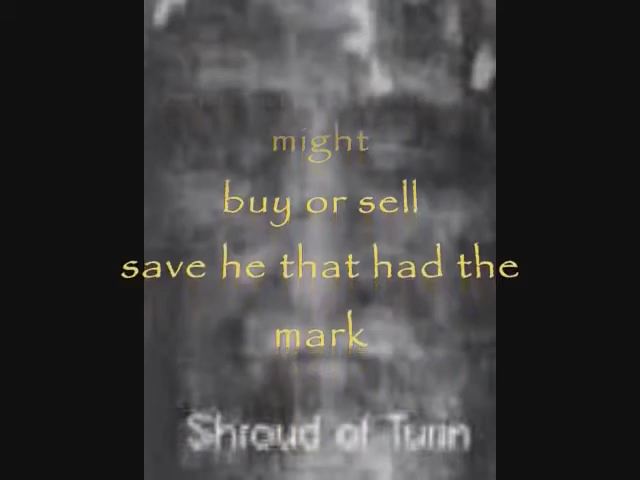 might
buy or sell
save he that had the
mark
Shroud of Turin